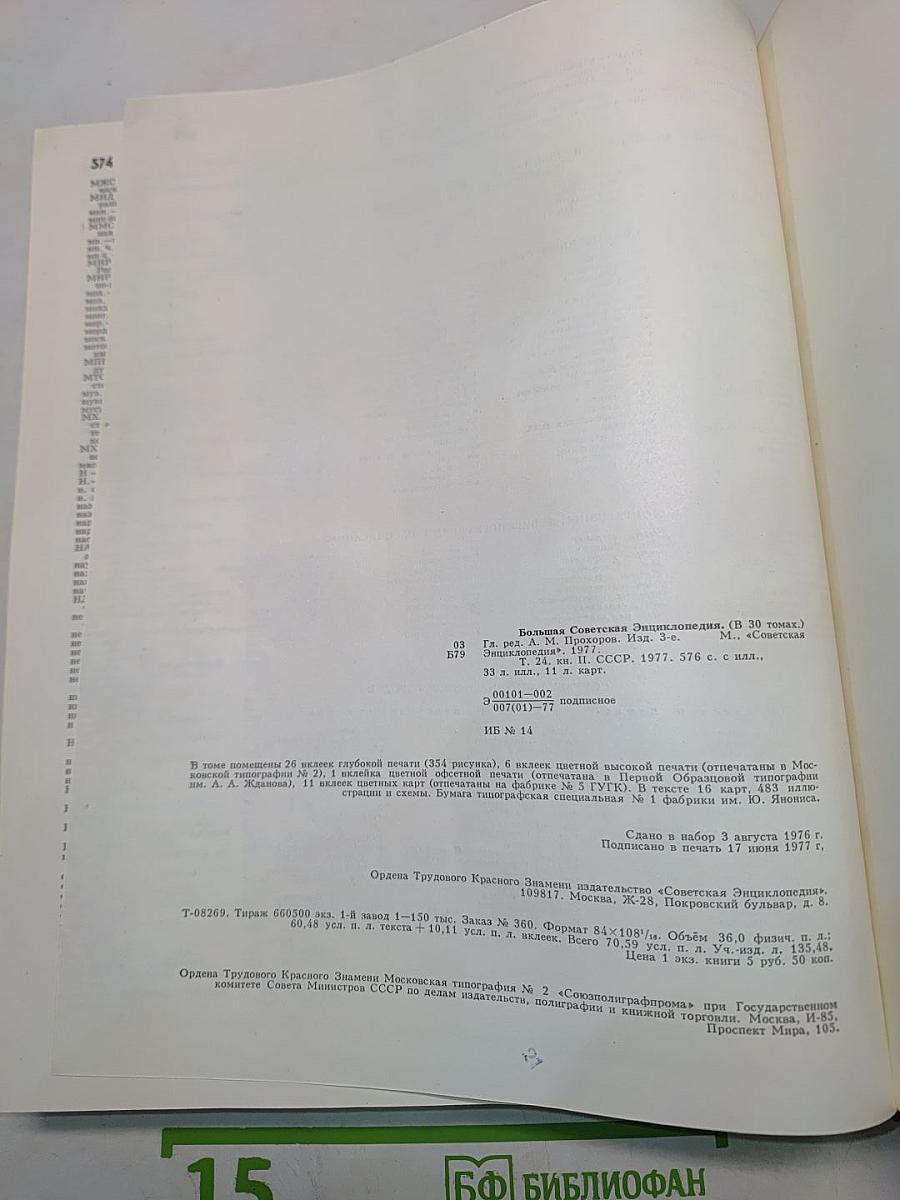 574
Большая Советская Энциклопедия. (В 30 томах.)
03 Гл. ред. А. М. Прохоров. Изд. 3-е. М., «Советская
Б79 Энциклопедия». 1977.
Т. 24. кн. II. СССР. 1977. 576 с. с илл.,
33 л. илл., 11 л. карт.
Э 00101—002
007(01)—77 подписное
ИБ № 14
В томе помещены 26 вклеек глубокой печати (354 рисунка), 6 вклеек цветной высокой печати (отпечатаны в Мос-
ковской типографии № 2), 1 вклейка цветной офсетной печати (отпечатана в Первой Образцовой типографии
им. А. А. Жданова), 11 вклеек цветных карт (отпечатаны на фабрике № 5 ГУГК). В тексте 16 карт, 483 иллю-
страции и схемы. Бумага типографская специальная № 1 фабрики им. Ю. Янониса.
Сдано в набор 3 августа 1976 г.
Подписано в печать 17 июня 1977 г.
Ордена Трудового Красного Знамени издательство «Советская Энциклопедия».
109817. Москва, Ж-28, Покровский бульвар, д. 8.
Т-08269. Тираж 660500 экз. 1-й завод 1—150 тыс. Заказ № 360. Формат 84×108¹/₁₆. Объём 36,0 физич. п. л.;
60,48 усл. п. л. текста + 10,11 усл. п. л. вклеек. Всего 70,59 усл. п. л. Уч.-изд. л. 135,48.
Цена 1 экз. книги 5 руб. 50 коп.
Ордена Трудового Красного Знамени Московская типография № 2 «Союзполиграфпрома» при Государственном
комитете Совета Министров СССР по делам издательств, полиграфии и книжной торговли. Москва, И-85,
Проспект Мира, 105.
15
БФ БИБЛИОФАН